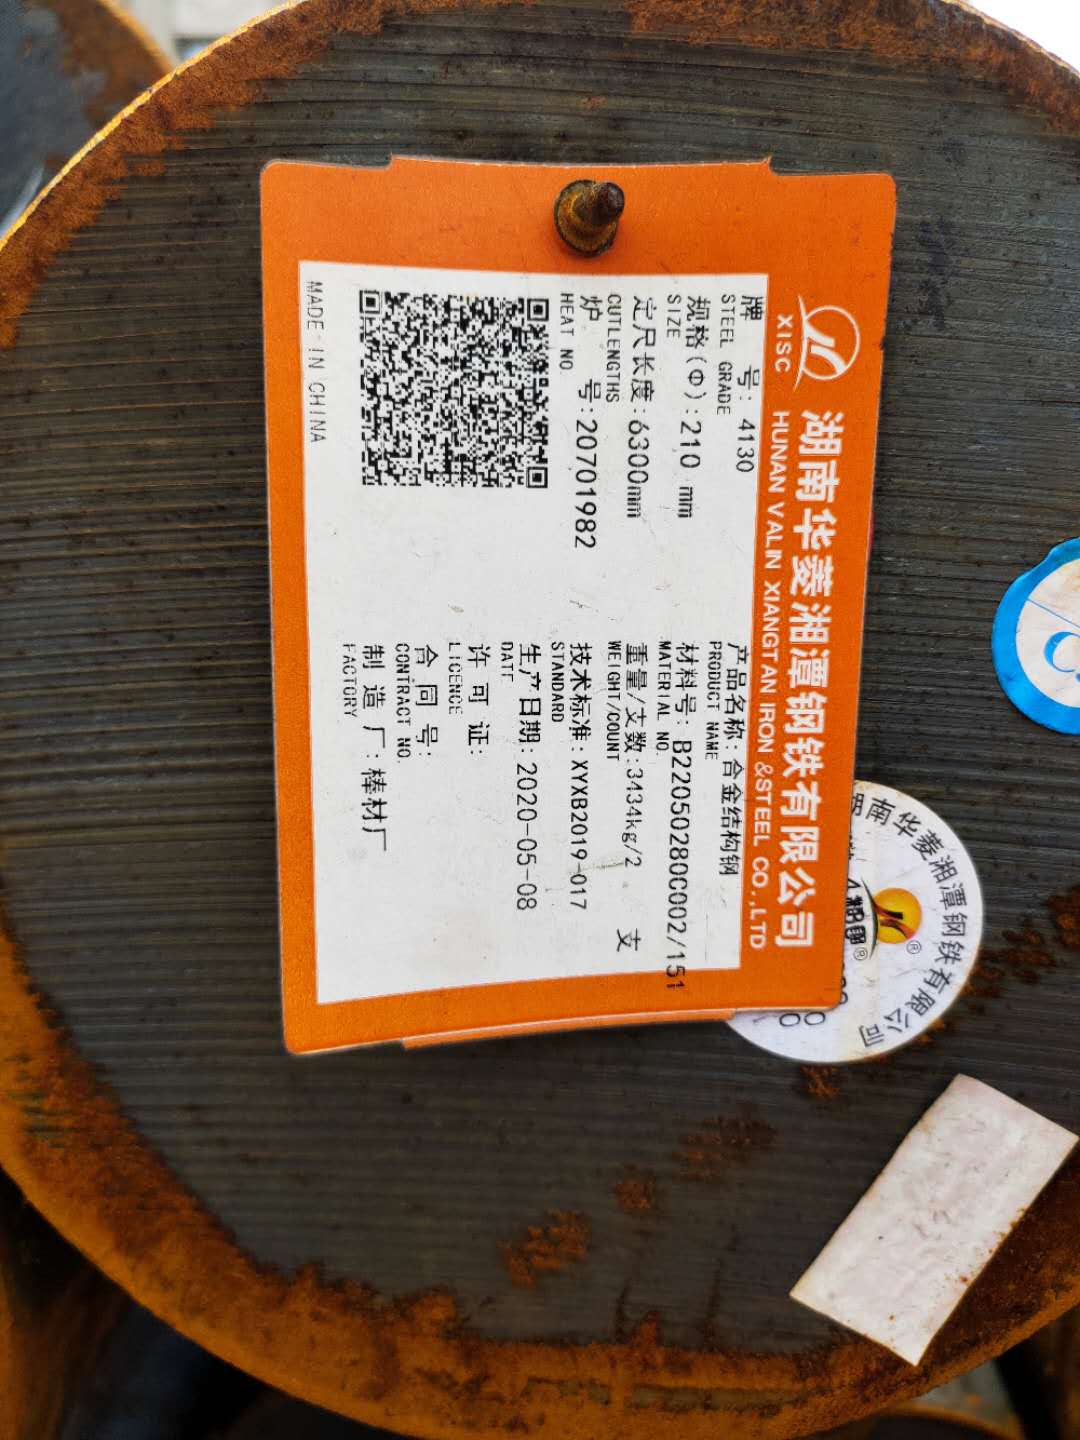 XISC
湖南华菱湘潭钢铁有限公司
HUNAN VALIN XIANGTAN IRON &STEEL CO.,LTD
牌 号: 4130
STEEL GRADE
产品名称: 合金结构钢
PRODUCT NAME
规格(Φ): 210 mm
SIZE
材料号: B22050280C002/151
MATERIAL NO.
定尺长度: 6300mm
CUTLENGTHS
重量/支数: 3434kg/2 支
WEIGHT/COUNT
炉 号: 20701982
HEAT NO.
技术标准: XYXB2019-017
STANDARD
生产日期: 2020-05-08
DATE
许 可 证:
LICENCE
合 同 号:
CONTRACT NO.
制 造 厂: 棒材厂
FACTORY
MADE IN CHINA
湖南华菱湘潭钢铁有限公司